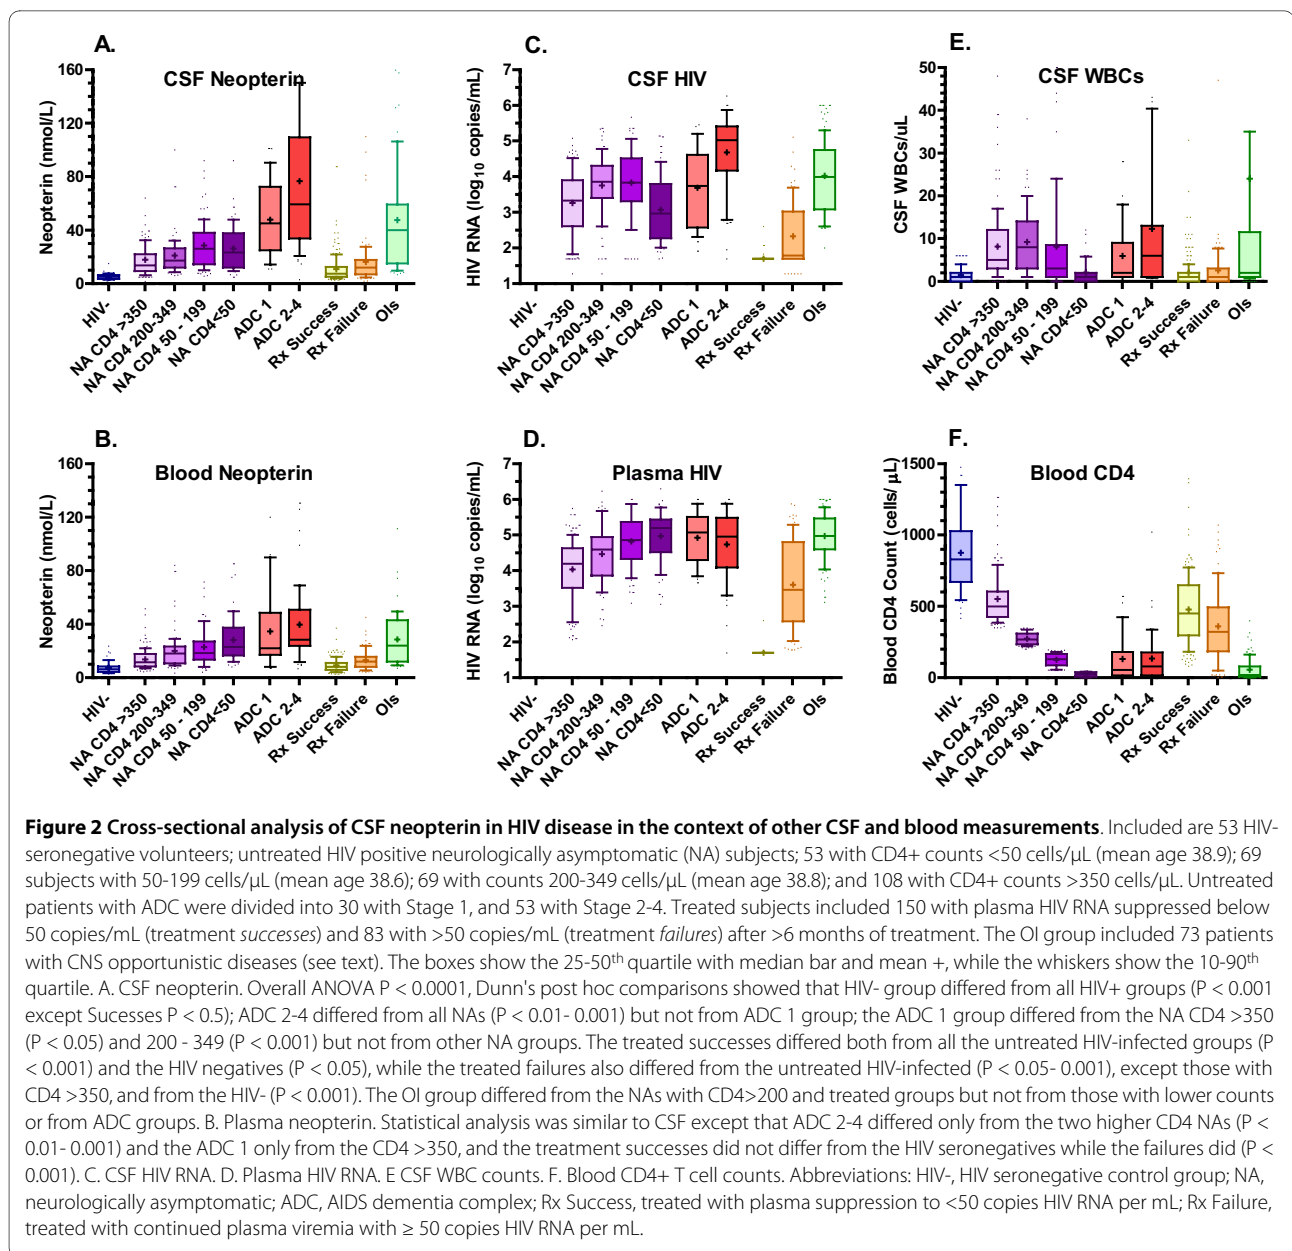 A.
CSF Neopterin
Neopterin (nmol/L)
160
120
80
40
0
HIV-
NA CD4 >350
NA CD4 200-349
NA CD4 50 - 199
NA CD4<50
ADC 1
ADC 2-4
Rx Success
Rx Failure
OIs
C.
CSF HIV
HIV RNA (log10 copies/mL)
7
6
5
4
3
2
1
HIV-
NA CD4 >350
NA CD4 200-349
NA CD4 50 - 199
NA CD4<50
ADC 1
ADC 2-4
Rx Success
Rx Failure
OIs
E.
CSF WBCs
CSF WBCs/uL
50
40
30
20
10
0
HIV-
NA CD4 >350
NA CD4 200-349
NA CD4 50 - 199
NA CD4<50
ADC 1
ADC 2-4
Rx Success
Rx Failure
OIs
B.
Blood Neopterin
Neopterin (nmol/L)
160
120
80
40
0
HIV-
NA CD4 >350
NA CD4 200-349
NA CD4 50 - 199
NA CD4<50
ADC 1
ADC 2-4
Rx Success
Rx Failure
OIs
D.
Plasma HIV
HIV RNA (log10 copies/mL)
7
6
5
4
3
2
1
HIV-
NA CD4 >350
NA CD4 200-349
NA CD4 50 - 199
NA CD4<50
ADC 1
ADC 2-4
Rx Success
Rx Failure
OIs
F.
Blood CD4
Blood CD4 Count (cells/ μL)
1500
1000
500
0
HIV-
NA CD4 >350
NA CD4 200-349
NA CD4 50 - 199
NA CD4<50
ADC 1
ADC 2-4
Rx Success
Rx Failure
OIs
Figure 2 Cross-sectional analysis of CSF neopterin in HIV disease in the context of other CSF and blood measurements. Included are 53 HIV-
seronegative volunteers; untreated HIV positive neurologically asymptomatic (NA) subjects; 53 with CD4+ counts <50 cells/μL (mean age 38.9); 69
subjects with 50-199 cells/μL (mean age 38.6); 69 with counts 200-349 cells/μL (mean age 38.8); and 108 with CD4+ counts >350 cells/μL. Untreated
patients with ADC were divided into 30 with Stage 1, and 53 with Stage 2-4. Treated subjects included 150 with plasma HIV RNA suppressed below
50 copies/mL (treatment successes) and 83 with >50 copies/mL (treatment failures) after >6 months of treatment. The OI group included 73 patients
with CNS opportunistic diseases (see text). The boxes show the 25-50th quartile with median bar and mean +, while the whiskers show the 10-90th
quartile. A. CSF neopterin. Overall ANOVA P < 0.0001, Dunn's post hoc comparisons showed that HIV- group differed from all HIV+ groups (P < 0.001
except Sucesses P < 0.5); ADC 2-4 differed from all NAs (P < 0.01- 0.001) but not from ADC 1 group; the ADC 1 group differed from the NA CD4 >350
(P < 0.05) and 200 - 349 (P < 0.001) but not from other NA groups. The treated successes differed both from all the untreated HIV-infected groups (P
< 0.001) and the HIV negatives (P < 0.05), while the treated failures also differed from the untreated HIV-infected (P < 0.05- 0.001), except those with
CD4 >350, and from the HIV- (P < 0.001). The OI group differed from the NAs with CD4>200 and treated groups but not from those with lower counts
or from ADC groups. B. Plasma neopterin. Statistical analysis was similar to CSF except that ADC 2-4 differed only from the two higher CD4 NAs (P <
0.01- 0.001) and the ADC 1 only from the CD4 >350, and the treatment successes did not differ from the HIV seronegatives while the failures did (P <
0.001). C. CSF HIV RNA. D. Plasma HIV RNA. E CSF WBC counts. F. Blood CD4+ T cell counts. Abbreviations: HIV-, HIV seronegative control group; NA,
neurologically asymptomatic; ADC, AIDS dementia complex; Rx Success, treated with plasma suppression to <50 copies HIV RNA per mL; Rx Failure,
treated with continued plasma viremia with ≥ 50 copies HIV RNA per mL.